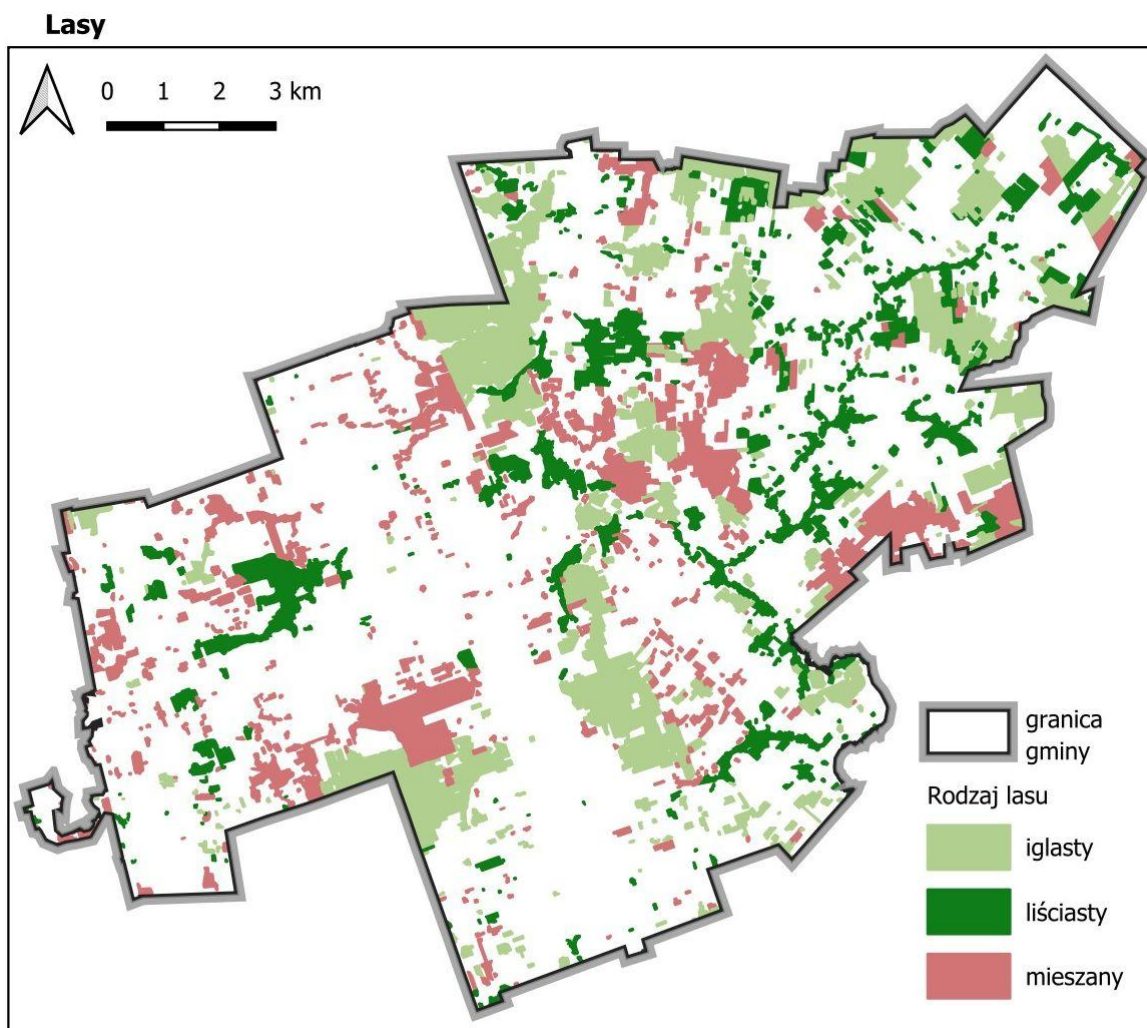 Lasy
0 1 2 3 km
granica
gminy
Rodzaj lasu
iglasty
liściasty
mieszany